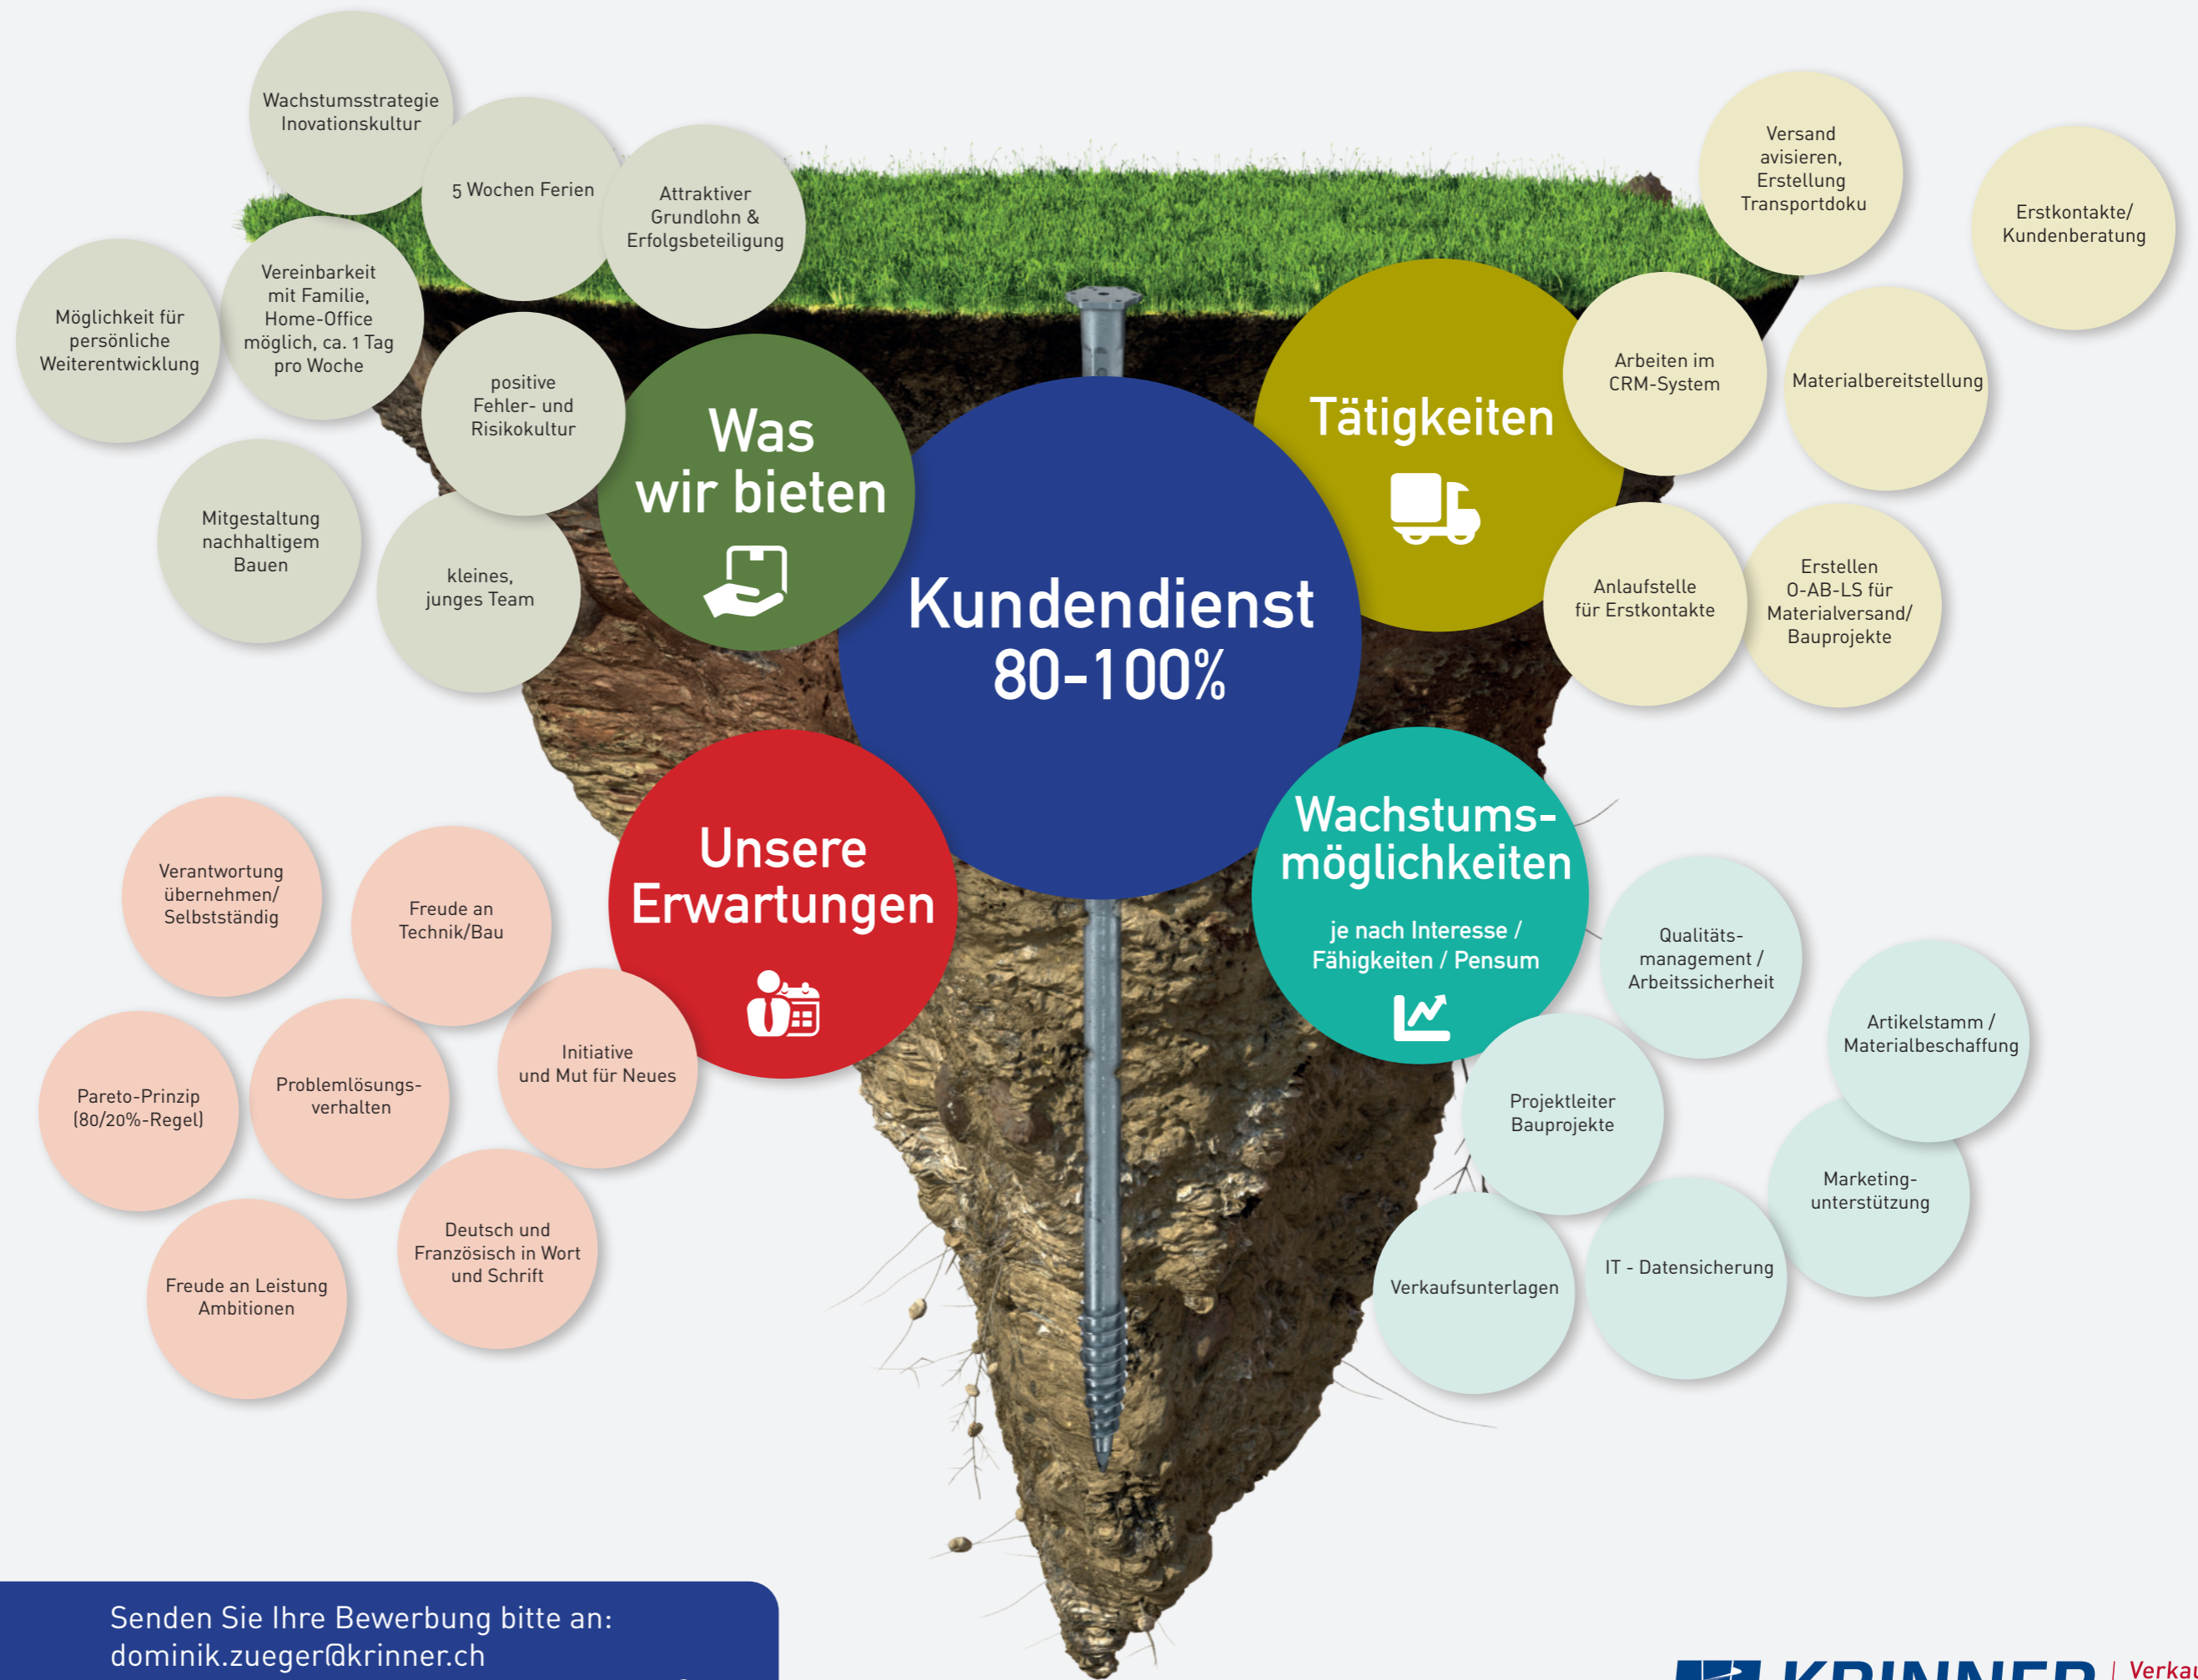 Wachstumsstrategie
Inovationskultur
5 Wochen Ferien
Attraktiver
Grundlohn &
Erfolgsbeteiligung
Möglichkeit für
persönliche
Weiterentwicklung
Vereinbarkeit
mit Familie,
Home-Office
möglich, ca. 1 Tag
pro Woche
positive
Fehler- und
Risikokultur
Mitgestaltung
nachhaltigem
Bauen
kleines,
junges Team
Was
wir bieten
Kundendienst
80-100%
Tätigkeiten
Versand
avisieren,
Erstellung
Transportdoku
Erstkontakte/
Kundenberatung
Arbeiten im
CRM-System
Materialbereitstellung
Anlaufstelle
für Erstkontakte
Erstellen
O-AB-LS für
Materialversand/
Bauprojekte
Unsere
Erwartungen
Verantwortung
übernehmen/
Selbstständig
Freude an
Technik/Bau
Initiative
und Mut für Neues
Pareto-Prinzip
(80/20%-Regel)
Problemlösungs-
verhalten
Deutsch und
Französisch in Wort
und Schrift
Freude an Leistung
Ambitionen
Wachstums-
möglichkeiten
je nach Interesse /
Fähigkeiten / Pensum
Qualitäts-
management /
Arbeitssicherheit
Artikelstamm /
Materialbeschaffung
Projektleiter
Bauprojekte
Marketing-
unterstützung
IT - Datensicherung
Verkaufsunterlagen
Senden Sie Ihre Bewerbung bitte an:
dominik.zueger@krinner.ch
KRINNER
Verkau